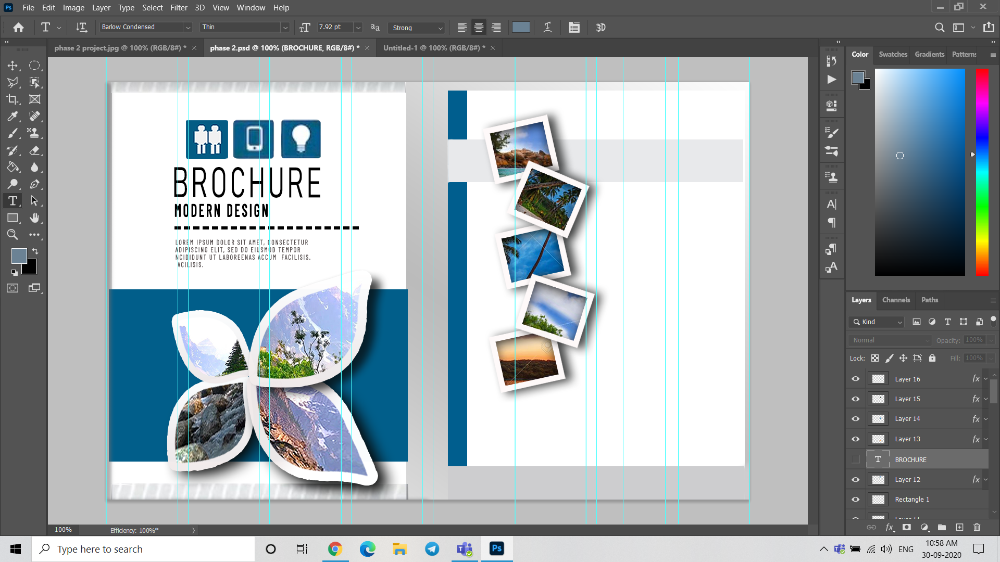 Ps File Edit Image Layer Type Select Filter 3D View Window Help
T Barlow Condensed Thin 7.92 pt aa Strong 3D
phase 2 project.jpg @ 100% (RGB/8#) * phase 2.psd @ 100% (BROCHURE, RGB/8#) * Untitled-1 @ 100% (RGB/8#) *
Color Swatches Gradients Patterns
BROCHURE
MODERN DESIGN
LOREM IPSUM DOLOR SIT AMET, CONSECTETUR
ADIPISCING ELIT, SED DO EIUSMOD TEMPOR
NCIDIDUNT UT LABOREENAS ACCUM FACILISIS.
ACILISIS.
Layers Channels Paths
Kind
Normal Opacity: 100%
Lock: Fill: 100%
Layer 16 fx
Layer 15 fx
Layer 14 fx
Layer 13 fx
T BROCHURE
Layer 12 fx
Rectangle 1
Layer 11
fx
100% Efficiency: 100%*
Type here to search
Ps
ENG
10:58 AM
30-09-2020